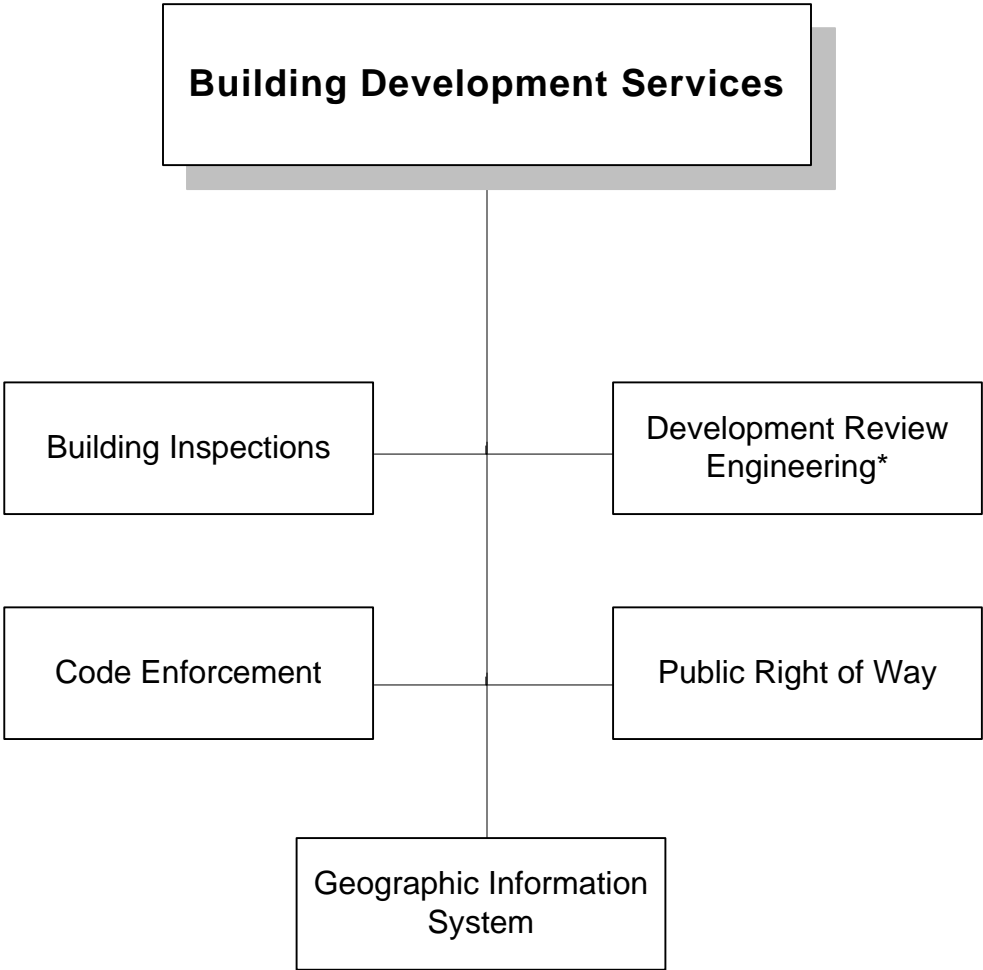 Building Development Services
Building Inspections
Development Review
Engineering*
Code Enforcement
Public Right of Way
Geographic Information
System